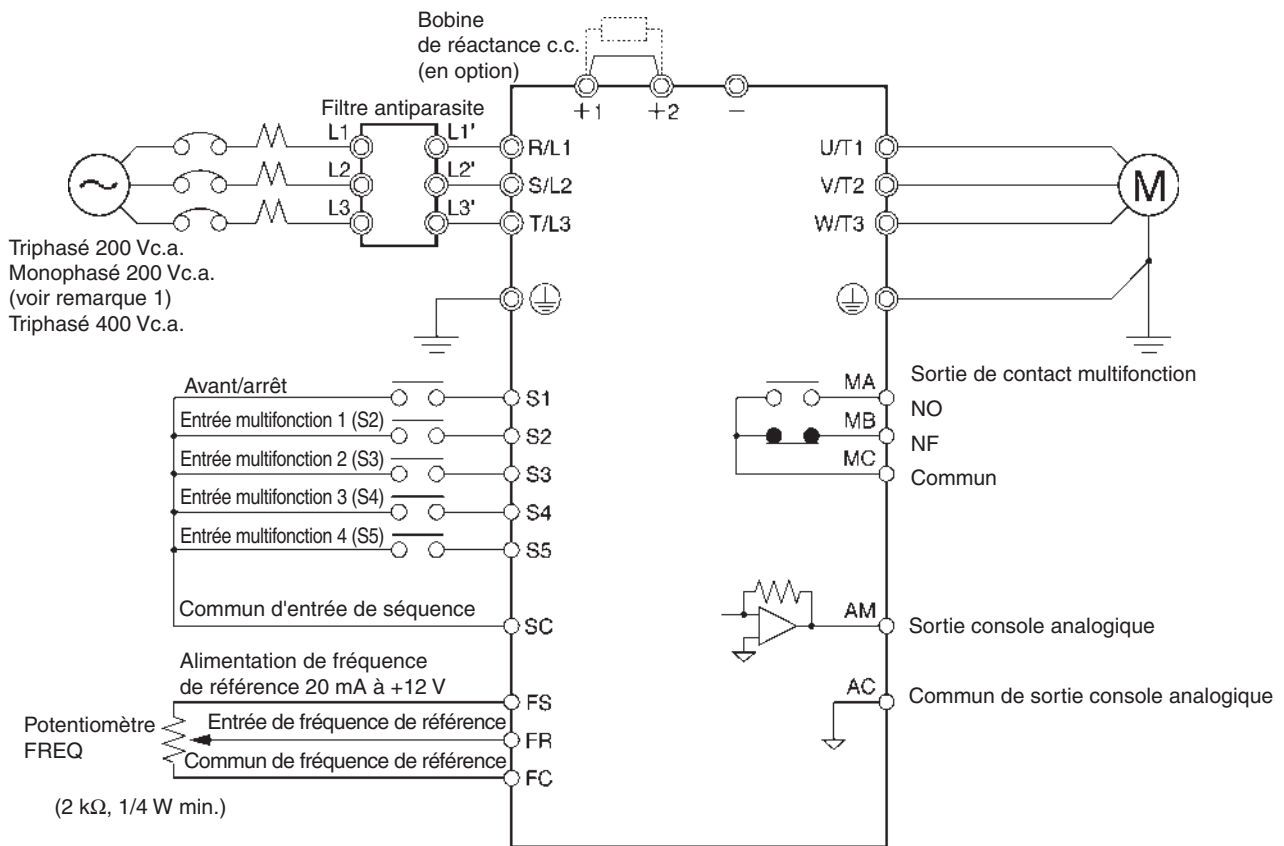 Bobine
de réactance c.c.
(en option)
+1
+2
−
Filtre antiparasite
L1
L1'
R/L1
L2
L2'
S/L2
L3
L3'
T/L3
U/T1
V/T2
W/T3
M
Triphasé 200 Vc.a.
Monophasé 200 Vc.a.
(voir remarque 1)
Triphasé 400 Vc.a.
Avant/arrêt
S1
Entrée multifonction 1 (S2)
S2
Entrée multifonction 2 (S3)
S3
Entrée multifonction 3 (S4)
S4
Entrée multifonction 4 (S5)
S5
Commun d'entrée de séquence
SC
MA
Sortie de contact multifonction
NO
MB
NF
MC
Commun
AM
Sortie console analogique
AC
Commun de sortie console analogique
Alimentation de fréquence
de référence 20 mA à +12 V
FS
Potentiomètre
FREQ
Entrée de fréquence de référence
FR
Commun de fréquence de référence
FC
(2 kΩ, 1/4 W min.)